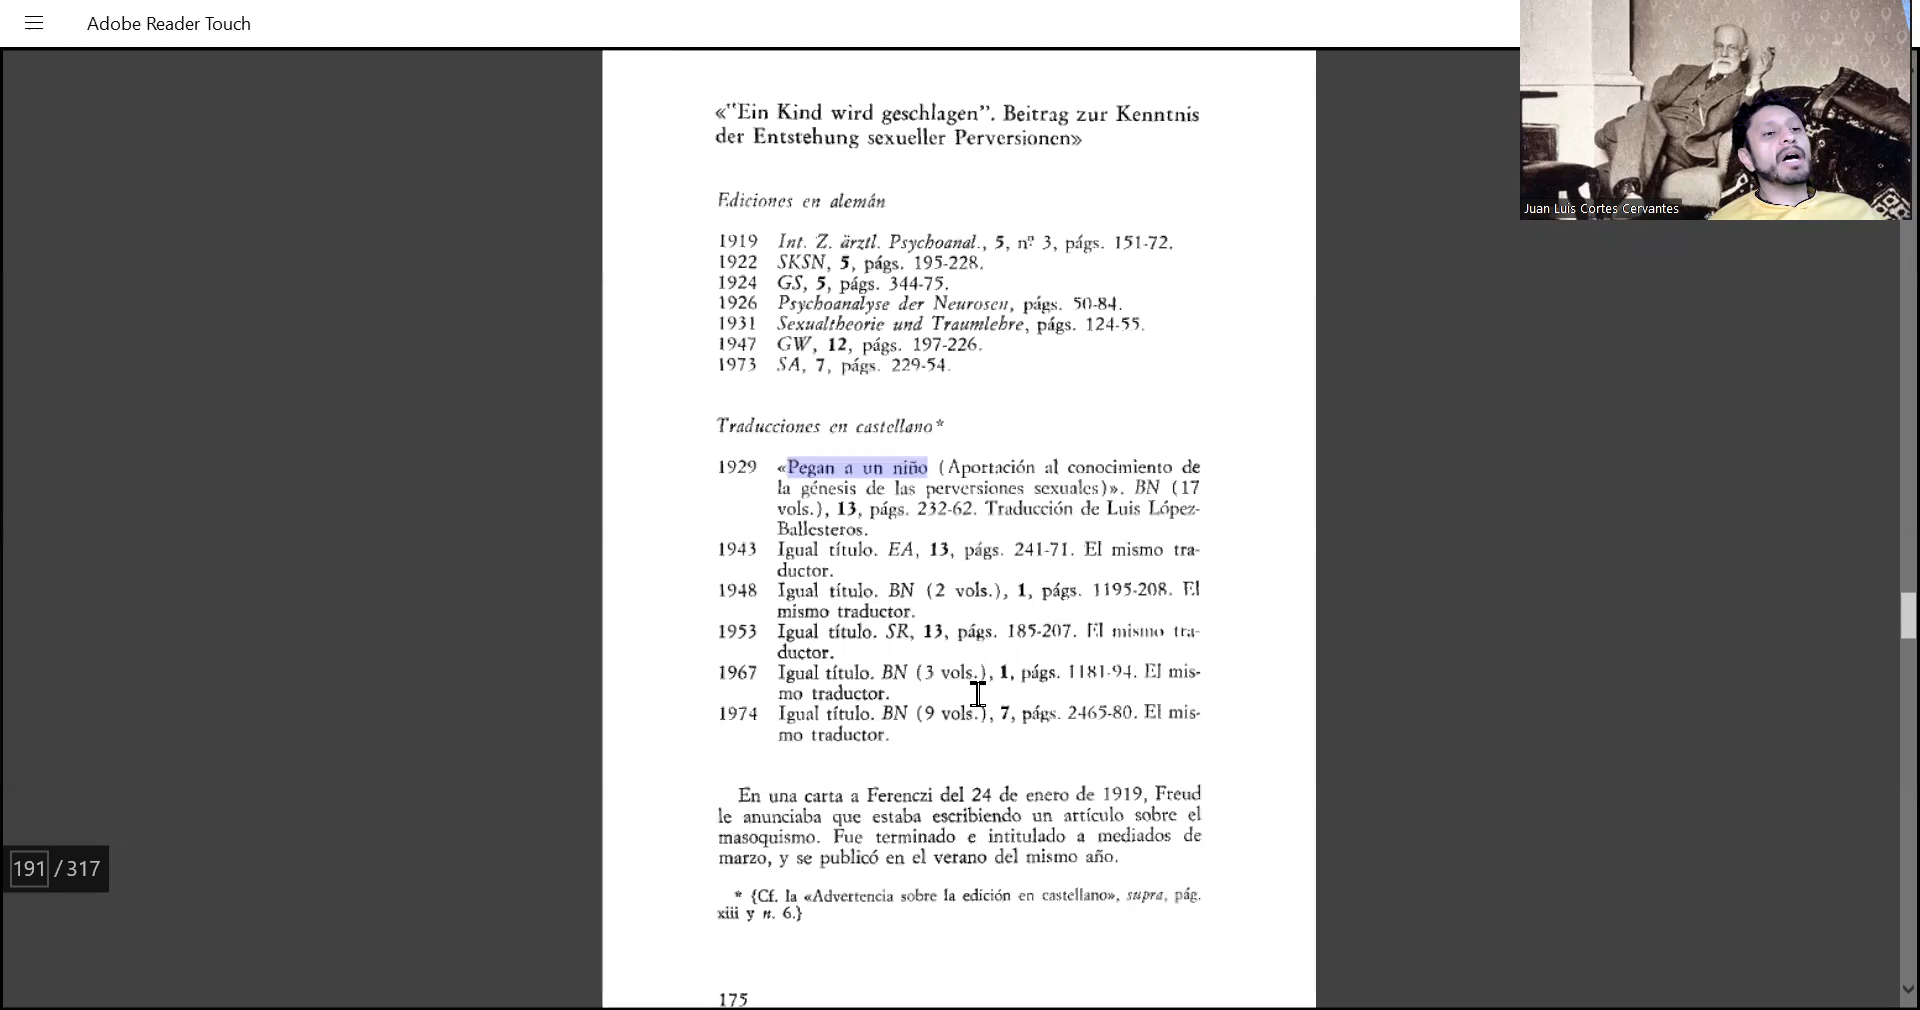 Adobe Reader Touch
Juan Luis Cortes Cervantes
«"Ein Kind wird geschlagen". Beitrag zur Kenntnis
der Entstehung sexueller Perversionen»
Ediciones en alemán
1919 Int. Z. ärztl. Psychoanal., 5, nº 3, págs. 151-72.
1922 SKSN, 5, págs. 195-228.
1924 GS, 5, págs. 344-75.
1926 Psychoanalyse der Neurosen, págs. 50-84.
1931 Sexualtheorie und Traumlehre, págs. 124-55.
1947 GW, 12, págs. 197-226.
1973 SA, 7, págs. 229-54.
Traducciones en castellano*
1929 «Pegan a un niño (Aportación al conocimiento de
la génesis de las perversiones sexuales)». BN (17
vols.), 13, págs. 232-62. Traducción de Luis López-
Ballesteros.
1943 Igual título. EA, 13, págs. 241-71. El mismo tra-
ductor.
1948 Igual título. BN (2 vols.), 1, págs. 1195-208. El
mismo traductor.
1953 Igual título. SR, 13, págs. 185-207. El mismo tra-
ductor.
1967 Igual título. BN (3 vols.), 1, págs. 1181-94. El mis-
mo traductor.
1974 Igual título. BN (9 vols.), 7, págs. 2465-80. El mis-
mo traductor.
En una carta a Ferenczi del 24 de enero de 1919, Freud
le anunciaba que estaba escribiendo un artículo sobre el
masoquismo. Fue terminado e intitulado a mediados de
marzo, y se publicó en el verano del mismo año.
* {Cf. la «Advertencia sobre la edición en castellano», supra, pág.
xiii y n. 6.}
175
191 / 317